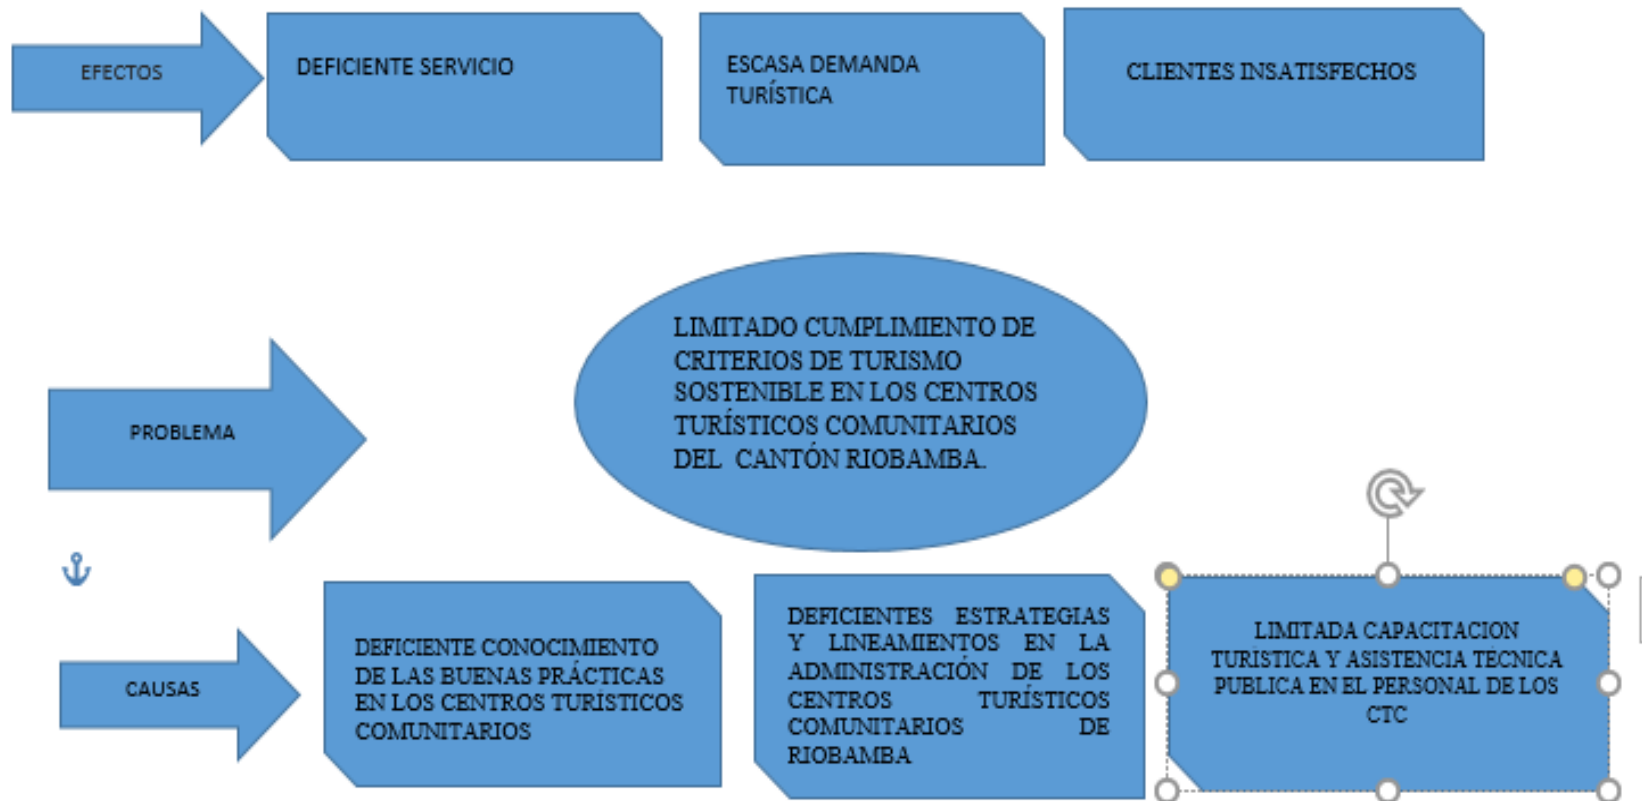 EFECTOS
DEFICIENTE SERVICIO
ESCASA DEMANDA
TURÍSTICA
CLIENTES INSATISFECHOS
PROBLEMA
LIMITADO CUMPLIMIENTO DE
CRITERIOS DE TURISMO
SOSTENIBLE EN LOS CENTROS
TURÍSTICOS COMUNITARIOS
DEL CANTÓN RIOBAMBA.
CAUSAS
DEFICIENTE CONOCIMIENTO
DE LAS BUENAS PRÁCTICAS
EN LOS CENTROS TURÍSTICOS
COMUNITARIOS
DEFICIENTES ESTRATEGIAS
Y LINEAMIENTOS EN LA
ADMINISTRACIÓN DE LOS
CENTROS TURÍSTICOS
COMUNITARIOS DE
RIOBAMBA
LIMITADA CAPACITACION
TURÍSTICA Y ASISTENCIA TÉCNICA
PUBLICA EN EL PERSONAL DE LOS
CTC